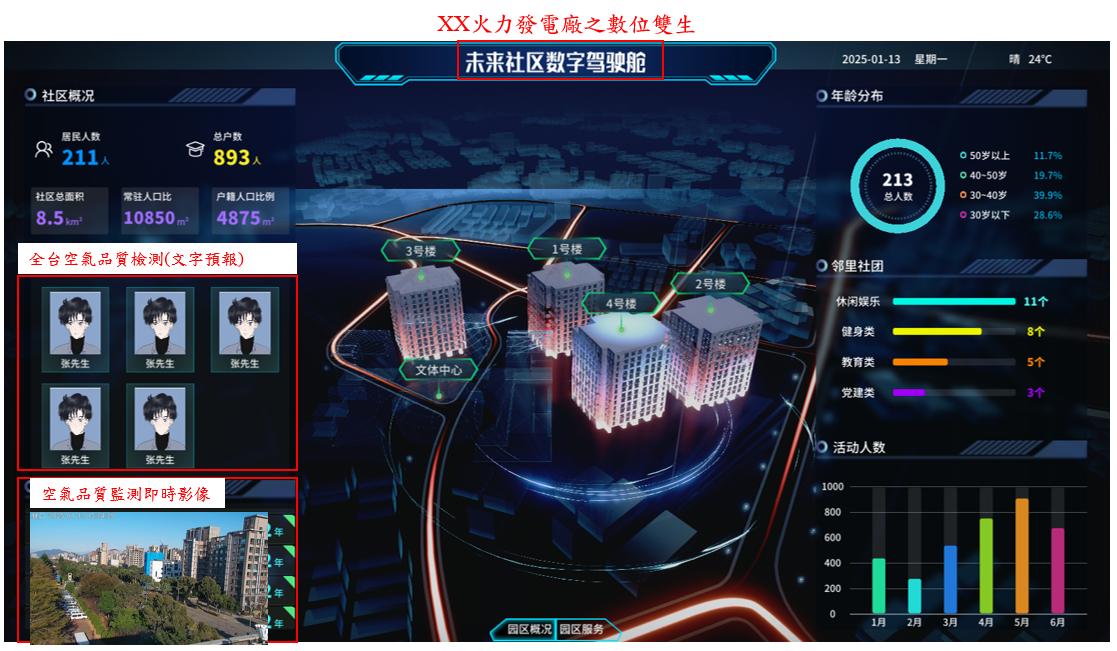 XX火力發電廠之數位雙生
未来社区数字驾驶舱
2025-01-13 星期一 晴 24℃
社区概况
居民人数
211人
总户数
893人
社区总面积
8.5km²
常驻人口比
10850m²
户籍人口比例
4875m²
全台空氣品質檢測(文字預報)
张先生
张先生
张先生
张先生
张先生
空氣品質監測即時影像
2年
2年
2年
2年
3号楼
1号楼
2号楼
4号楼
文体中心
园区概况
园区服务
年龄分布
213
总人数
50岁以上 11.7%
40~50岁 19.7%
30~40岁 39.9%
30岁以下 28.6%
邻里社团
休闲娱乐 11个
健身类 8个
教育类 5个
党建类 3个
活动人数
1000
800
600
400
200
0
1月 2月 3月 4月 5月 6月